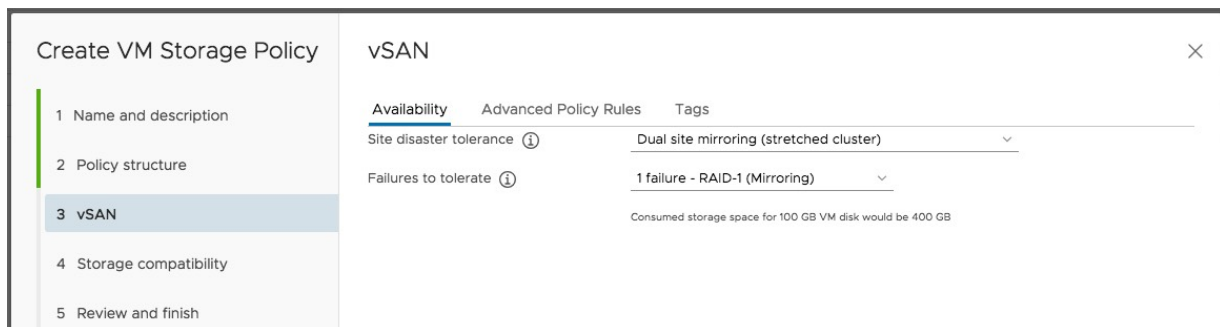 Create VM Storage Policy
1 Name and description
2 Policy structure
3 vSAN
4 Storage compatibility
5 Review and finish
vSAN
Availability Advanced Policy Rules Tags
Site disaster tolerance Dual site mirroring (stretched cluster)
Failures to tolerate 1 failure - RAID-1 (Mirroring)
Consumed storage space for 100 GB VM disk would be 400 GB